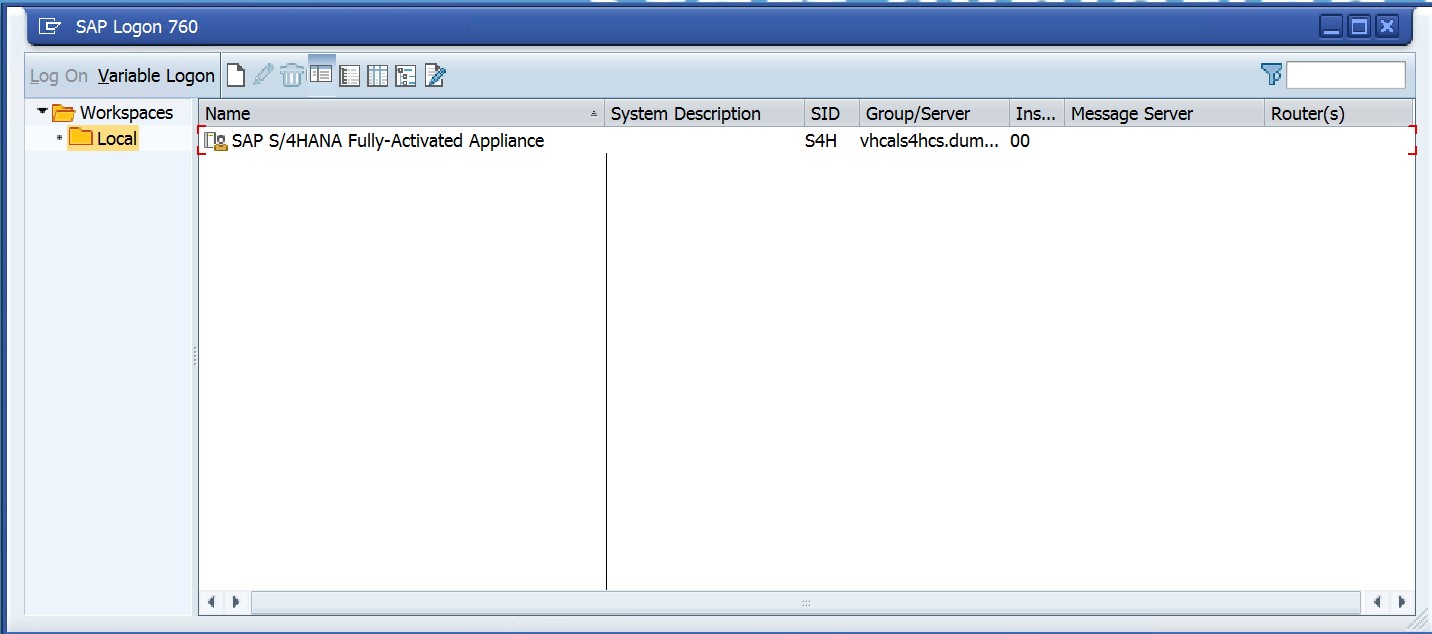 SAP Logon 760
Log On Variable Logon
Workspaces
Local
Name System Description SID Group/Server Ins... Message Server Router(s)
SAP S/4HANA Fully-Activated Appliance S4H vhcals4hcs.dum... 00